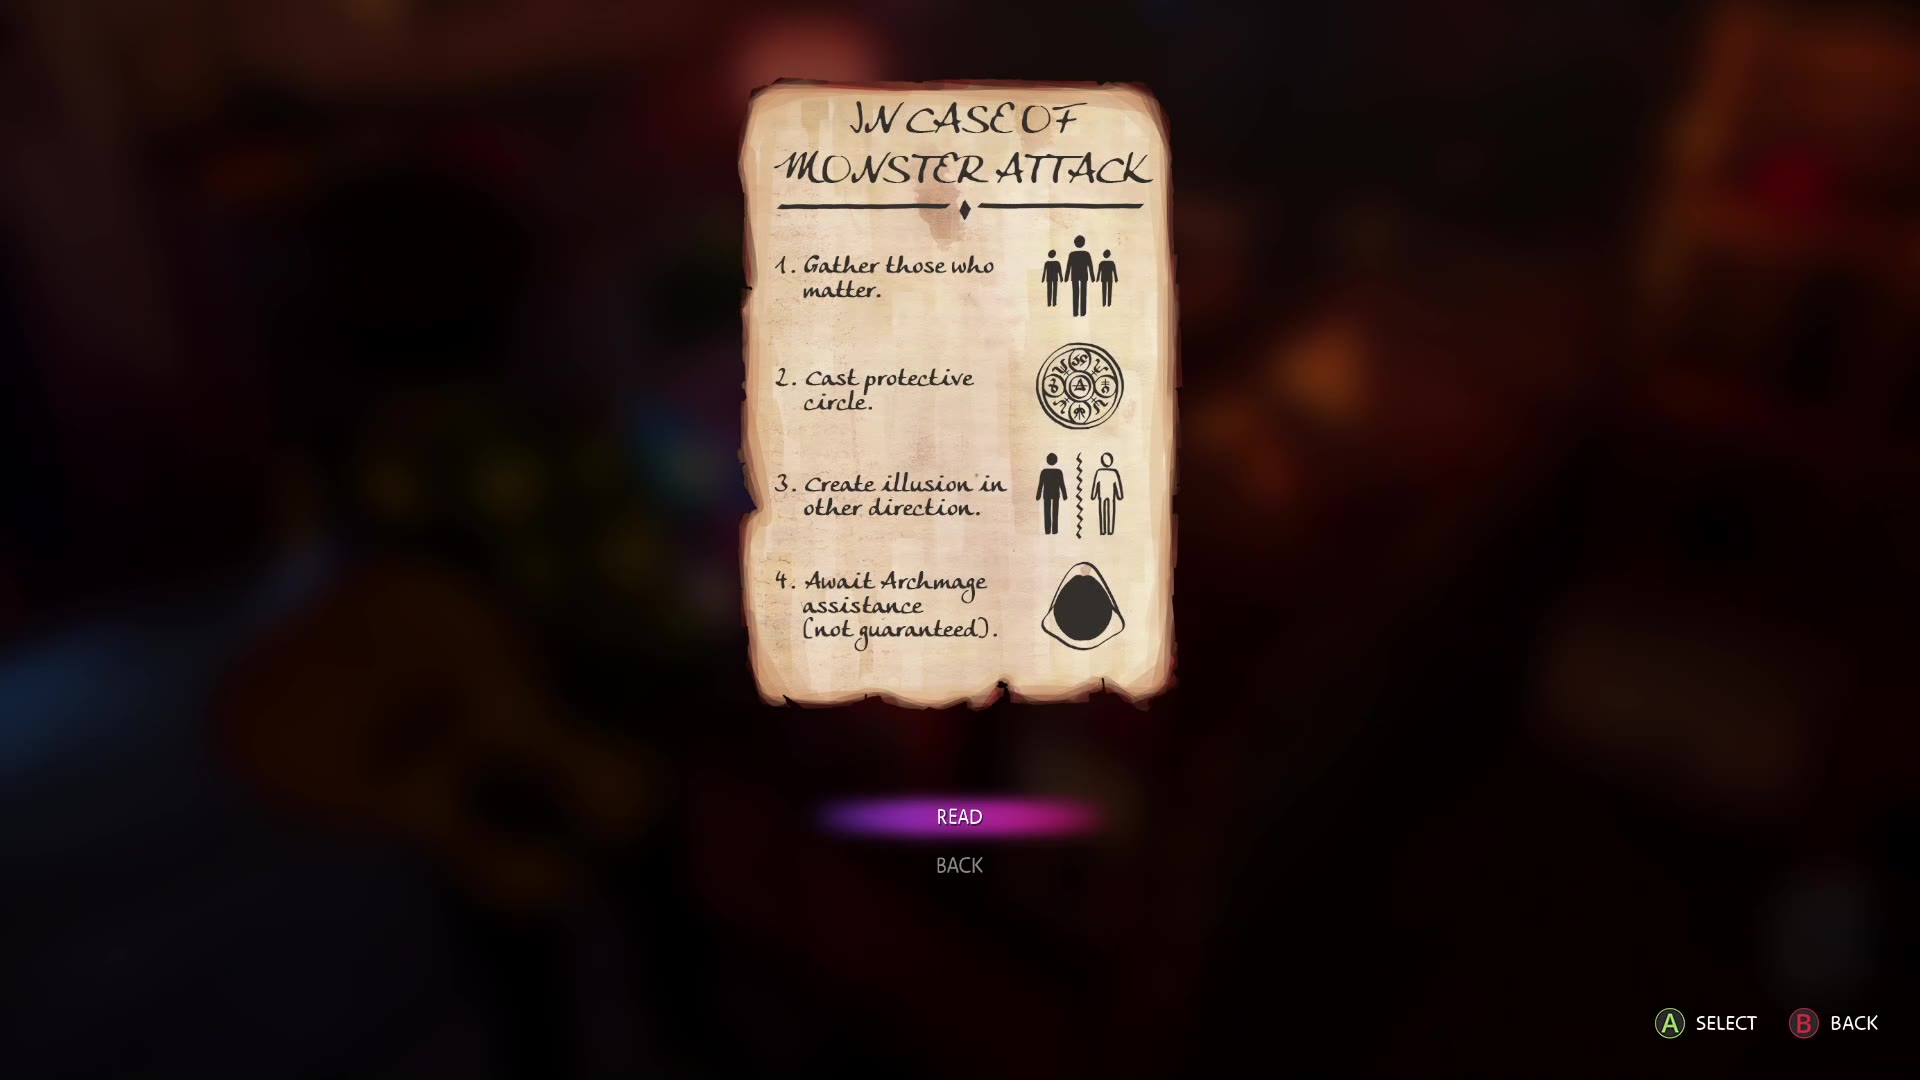 IN CASE OF
MONSTER ATTACK
1. Gather those who
matter.
2. Cast protective
circle.
3. Create illusion in
other direction.
4. Await Archmage
assistance
(not guaranteed).
READ
BACK
A SELECT B BACK